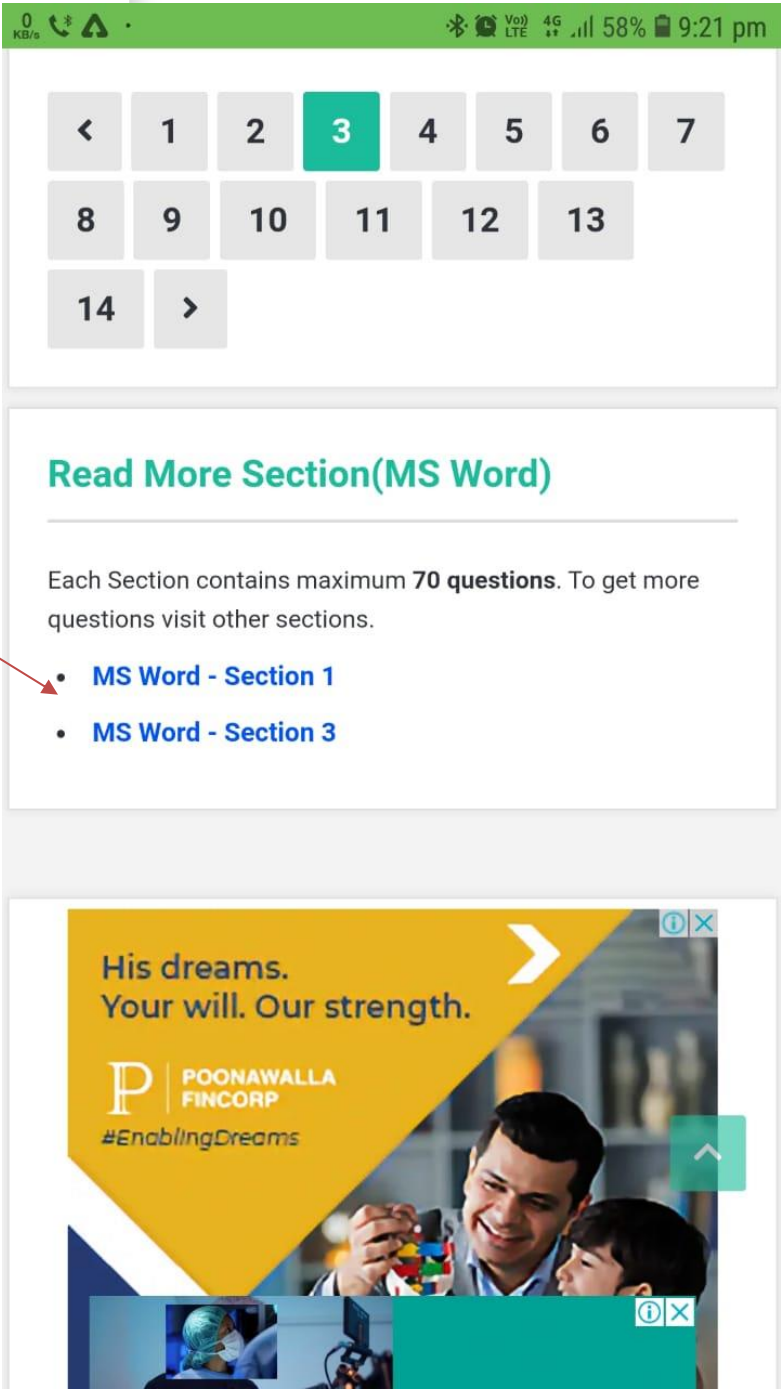 0
KB/s
VoLTE 4G 58% 9:21 pm
1 2 3 4 5 6 7
8 9 10 11 12 13
14
Read More Section(MS Word)
Each Section contains maximum 70 questions. To get more
questions visit other sections.
• MS Word - Section 1
• MS Word - Section 3
His dreams.
Your will. Our strength.
P POONAWALLA
FINCORP
#EnablingDreams